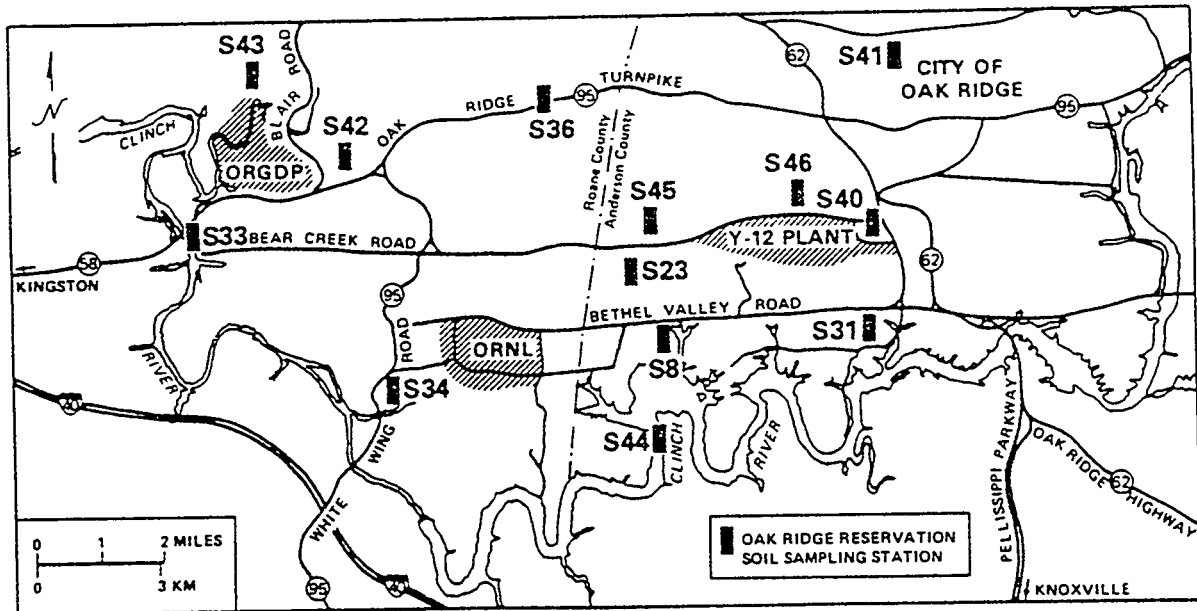 S43
BLAIR ROAD
62
S41
CITY OF
OAK RIDGE
OAK RIDGE TURNPIKE
95
95
S36
CLINCH
S42
ORGDP
Roane County
Anderson County
S46
S45
S40
Y-12 PLANT
S33
BEAR CREEK ROAD
58
KINGSTON
S23
62
95
BETHEL VALLEY ROAD
S31
RIVER
ORNL
S8
S34
40
WHITE WING ROAD
S44
CLINCH
RIVER
PELLISSIPPI PARKWAY
OAK RIDGE HIGHWAY
62
0 1 2 MILES
0 3 KM
95
40
OAK RIDGE RESERVATION
SOIL SAMPLING STATION
KNOXVILLE
N